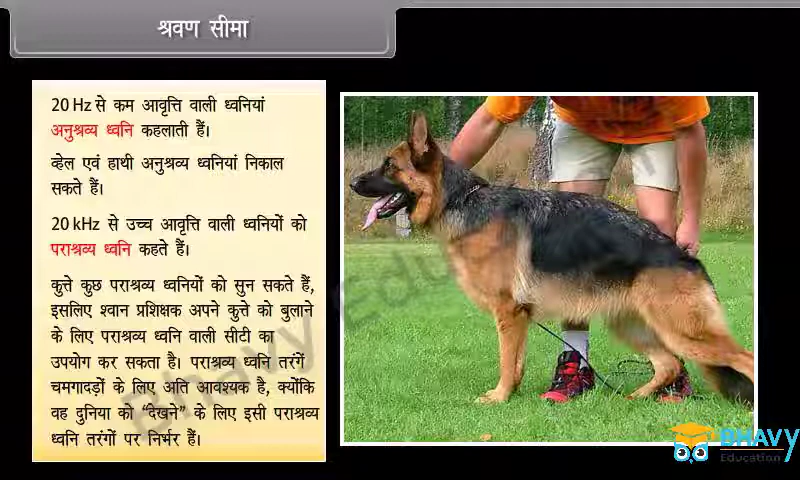 श्रवण सीमा
20 Hz से कम आवृत्ति वाली ध्वनियां
अनुश्रव्य ध्वनि कहलाती हैं।
व्हेल एवं हाथी अनुश्रव्य ध्वनियां निकाल
सकते हैं।
20 kHz से उच्च आवृत्ति वाली ध्वनियों को
पराश्रव्य ध्वनि कहते हैं।
कुत्ते कुछ पराश्रव्य ध्वनियों को सुन सकते हैं,
इसलिए श्वान प्रशिक्षक अपने कुत्ते को बुलाने
के लिए पराश्रव्य ध्वनि वाली सीटी का
उपयोग कर सकता है। पराश्रव्य ध्वनि तरंगें
चमगादड़ों के लिए अति आवश्यक है, क्योंकि
वह दुनिया को “देखने” के लिए इसी पराश्रव्य
ध्वनि तरंगों पर निर्भर हैं।
BHAVY
Education